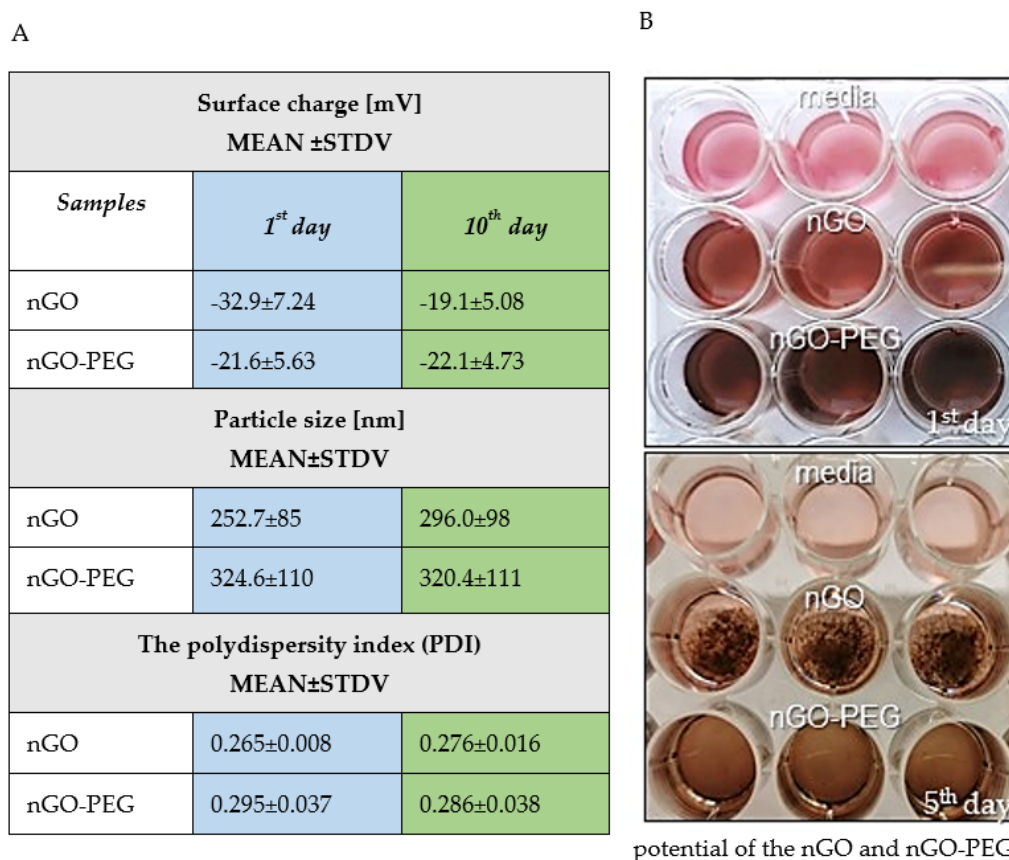 A
Surface charge [mV]
MEAN ±STDV
Samples
1st day
10th day
nGO
-32.9±7.24
-19.1±5.08
nGO-PEG
-21.6±5.63
-22.1±4.73
Particle size [nm]
MEAN±STDV
nGO
252.7±85
296.0±98
nGO-PEG
324.6±110
320.4±111
The polydispersity index (PDI)
MEAN±STDV
nGO
0.265±0.008
0.276±0.016
nGO-PEG
0.295±0.037
0.286±0.038
B
media
nGO
nGO-PEG
1st day
media
nGO
nGO-PEG
5th day
potential of the nGO and nGO-PEG